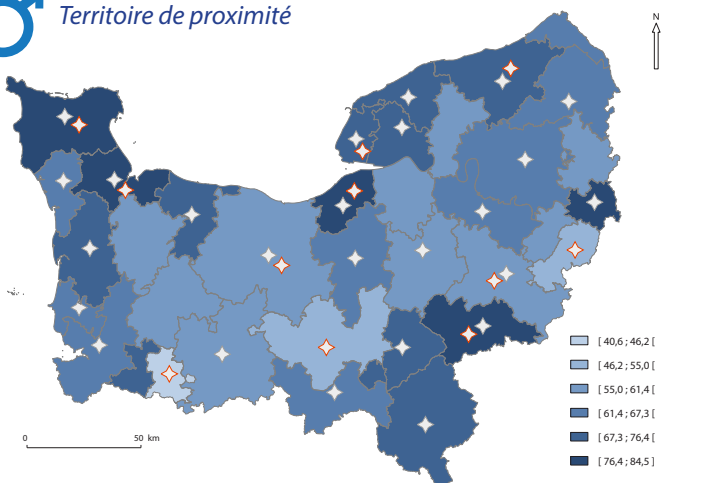 Territoire de proximité
N
[ 40,6 ; 46,2 [
[ 46,2 ; 55,0 [
[ 55,0 ; 61,4 [
[ 61,4 ; 67,3 [
[ 67,3 ; 76,4 [
[ 76,4 ; 84,5 ]
0 50 km